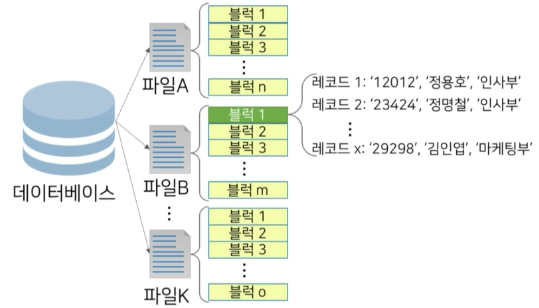 데이터베이스
파일A
블럭 1
블럭 2
블럭 3
⋮
블럭 n
파일B
블럭 1
블럭 2
블럭 3
⋮
블럭 m
레코드 1: ‘12012’, ‘정용호’, ‘인사부’
레코드 2: ‘23424’, ‘정명철’, ‘인사부’
⋮
레코드 x: ‘29298’, ‘김인엽’, ‘마케팅부’
⋮
파일K
블럭 1
블럭 2
블럭 3
⋮
블럭 o